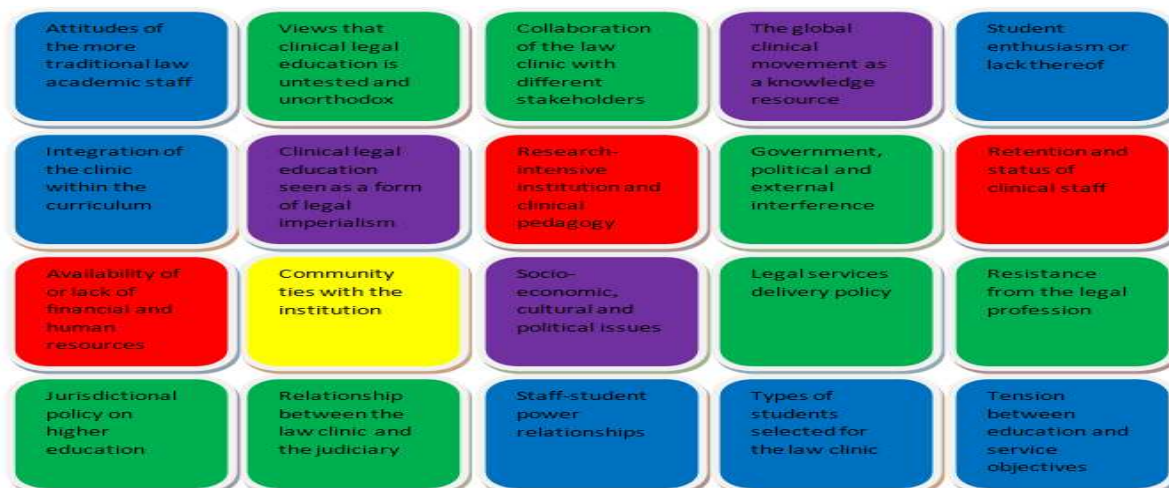 Attitudes of
the more
traditional law
academic staff
Views that
clinical legal
education is
untested and
unorthodox
Collaboration
of the law
clinic with
different
stakeholders
The global
clinical
movement as
a knowledge
resource
Student
enthusiasm or
lack thereof
Integration of
the clinic
within the
curriculum
Clinical legal
education
seen as a form
of legal
imperialism
Research-
intensive
institution and
clinical
pedagogy
Government,
political and
external
interference
Retention and
status of
clinical staff
Availability of
or lack of
financial and
human
resources
Community
ties with the
institution
Socio-
economic,
cultural and
political issues
Legal services
delivery policy
Resistance
from the legal
profession
Jurisdictional
policy on
higher
education
Relationship
between the
law clinic and
the judiciary
Staff-student
power
relationships
Types of
students
selected for
the law clinic
Tension
between
education and
service
objectives